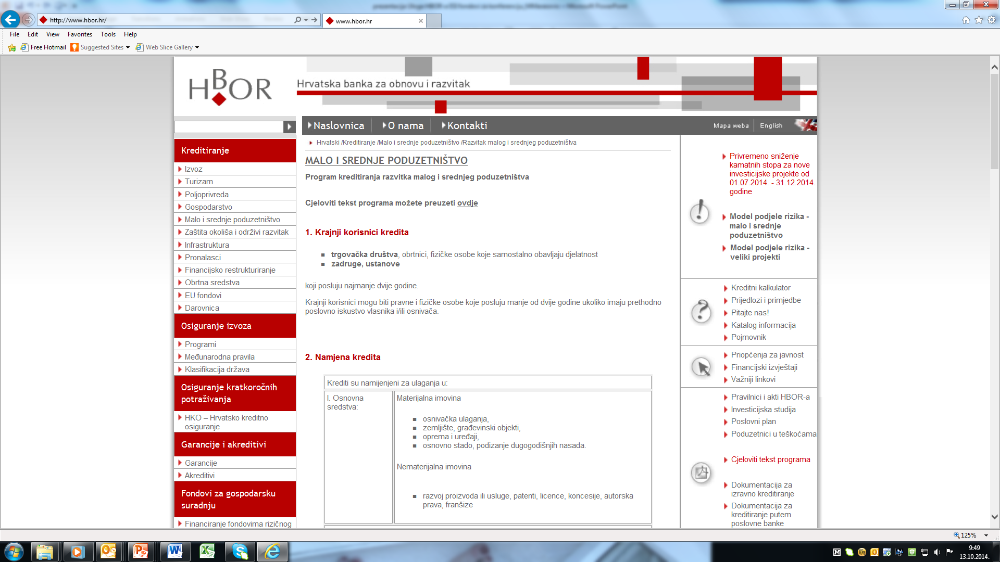 http://www.hbor.hr/
www.hbor.hr
File Edit View Favorites Tools Help
Free Hotmail Suggested Sites Web Slice Gallery
HBOR
Hrvatska banka za obnovu i razvitak
Naslovnica O nama Kontakti
Mapa weba English
Kreditiranje
Izvoz
Turizam
Poljoprivreda
Gospodarstvo
Malo i srednje poduzetništvo
Zaštita okoliša i održivi razvitak
Infrastruktura
Pronalasci
Financijsko restrukturiranje
Obrtna sredstva
EU fondovi
Darovnica
Osiguranje izvoza
Programi
Međunarodna pravila
Klasifikacija država
Osiguranje kratkoročnih
potraživanja
HKO – Hrvatsko kreditno
osiguranje
Garancije i akreditivi
Garancije
Akreditivi
Fondovi za gospodarsku
suradnju
Financiranje fondovima rizičnog
Hrvatski /Kreditiranje /Malo i srednje poduzetništvo /Razvitak malog i srednjeg poduzetništva
MALO I SREDNJE PODUZETNIŠTVO
Program kreditiranja razvitka malog i srednjeg poduzetništva
Cjeloviti tekst programa možete preuzeti ovdje
1. Krajnji korisnici kredita
trgovačka društva, obrtnici, fizičke osobe koje samostalno obavljaju djelatnost
zadruge, ustanove
koji posluju najmanje dvije godine.
Krajnji korisnici mogu biti pravne i fizičke osobe koje posluju manje od dvije godine ukoliko imaju prethodno
poslovno iskustvo vlasnika i/ili osnivača.
2. Namjena kredita
Krediti su namijenjeni za ulaganja u:
I. Osnovna
sredstva:
Materijalna imovina
osnivačka ulaganja,
zemljište, građevinski objekti,
oprema i uređaji,
osnovno stado, podizanje dugogodišnjih nasada.
Nematerijalna imovina
razvoj proizvoda ili usluge, patenti, licence, koncesije, autorska
prava, franšize
Privremeno sniženje
kamatnih stopa za nove
investicijske projekte od
01.07.2014. - 31.12.2014.
godine
Model podjele rizika -
malo i srednje
poduzetništvo
Model podjele rizika -
veliki projekti
Kreditni kalkulator
Prijedlozi i primjedbe
Pitajte nas!
Katalog informacija
Pojmovnik
Priopćenja za javnost
Financijski izvještaji
Važniji linkovi
Pravilnici i akti HBOR-a
Investicijska studija
Poslovni plan
Poduzetnici u teškoćama
Cjeloviti tekst programa
Dokumentacija za
izravno kreditiranje
Dokumentacija za
kreditiranje putem
poslovne banke
125%
9:49
13.10.2014.